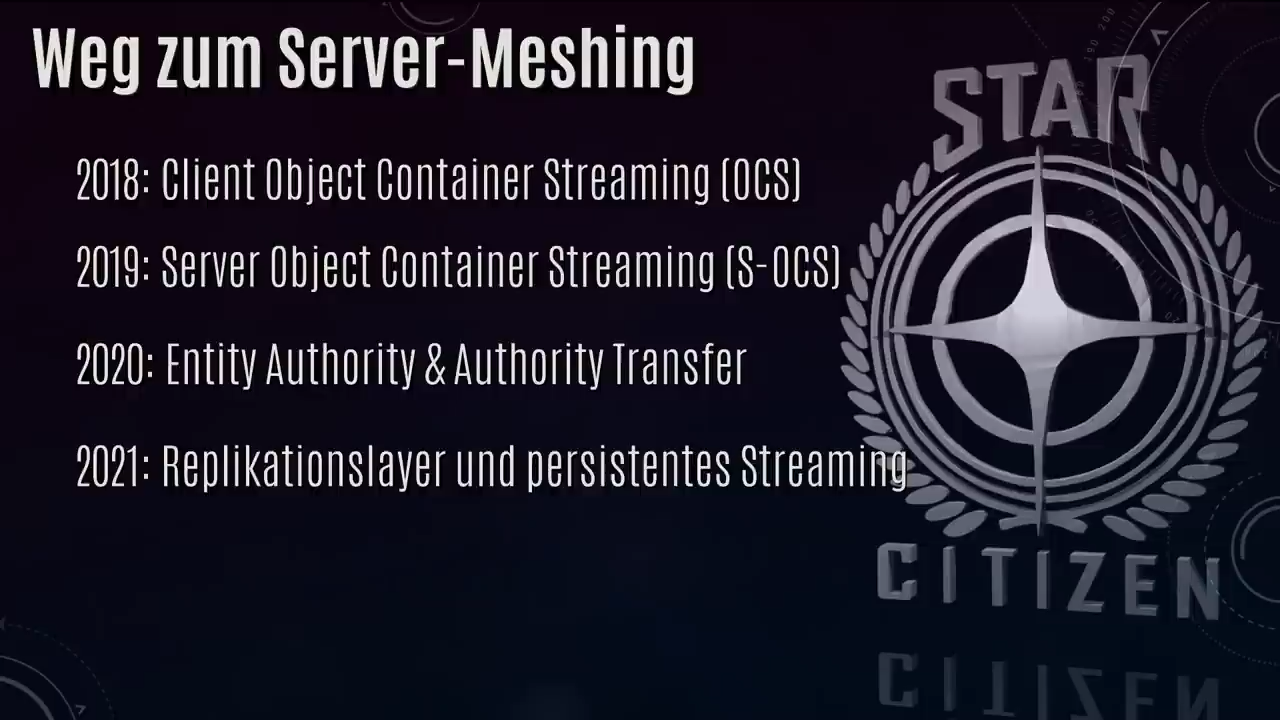 Weg zum Server-Meshing
2018: Client Object Container Streaming (OCS)
2019: Server Object Container Streaming (S-OCS)
2020: Entity Authority & Authority Transfer
2021: Replikationslayer und persistentes Streaming
STAR
CITIZEN